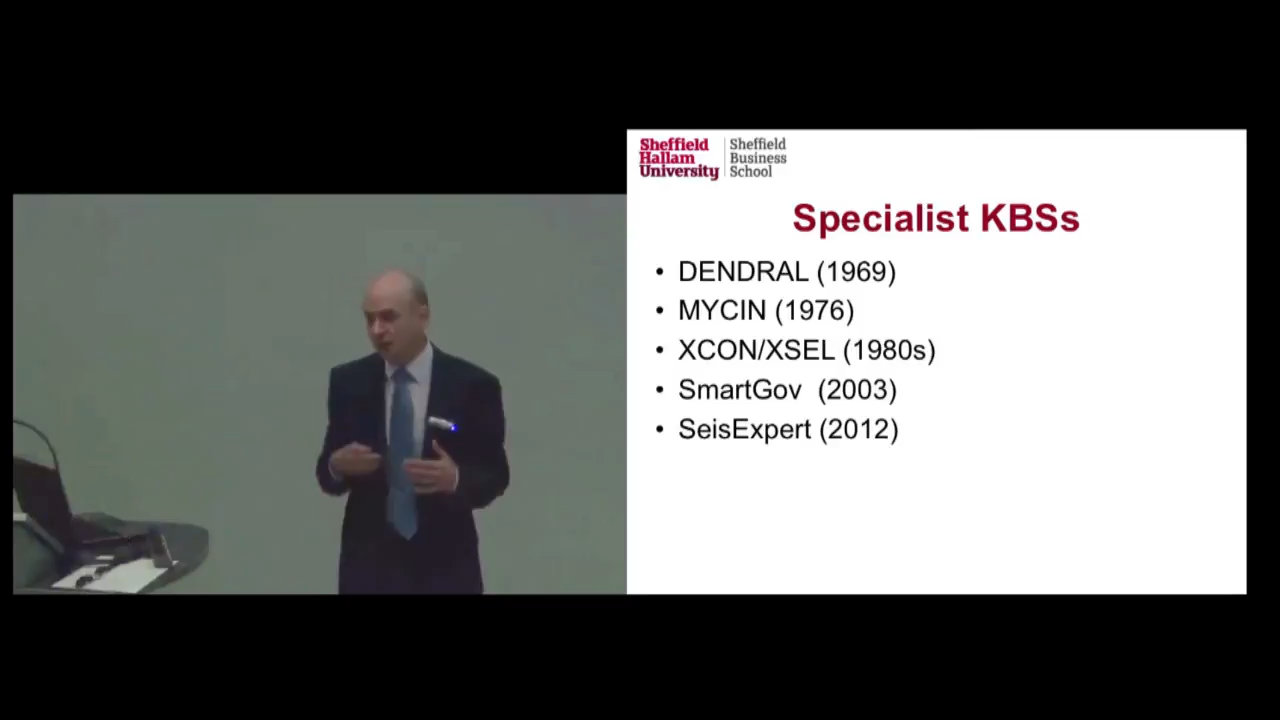 Sheffield
Hallam
University
Sheffield
Business
School
Specialist KBSs
• DENDRAL (1969)
• MYCIN (1976)
• XCON/XSEL (1980s)
• SmartGov (2003)
• SeisExpert (2012)